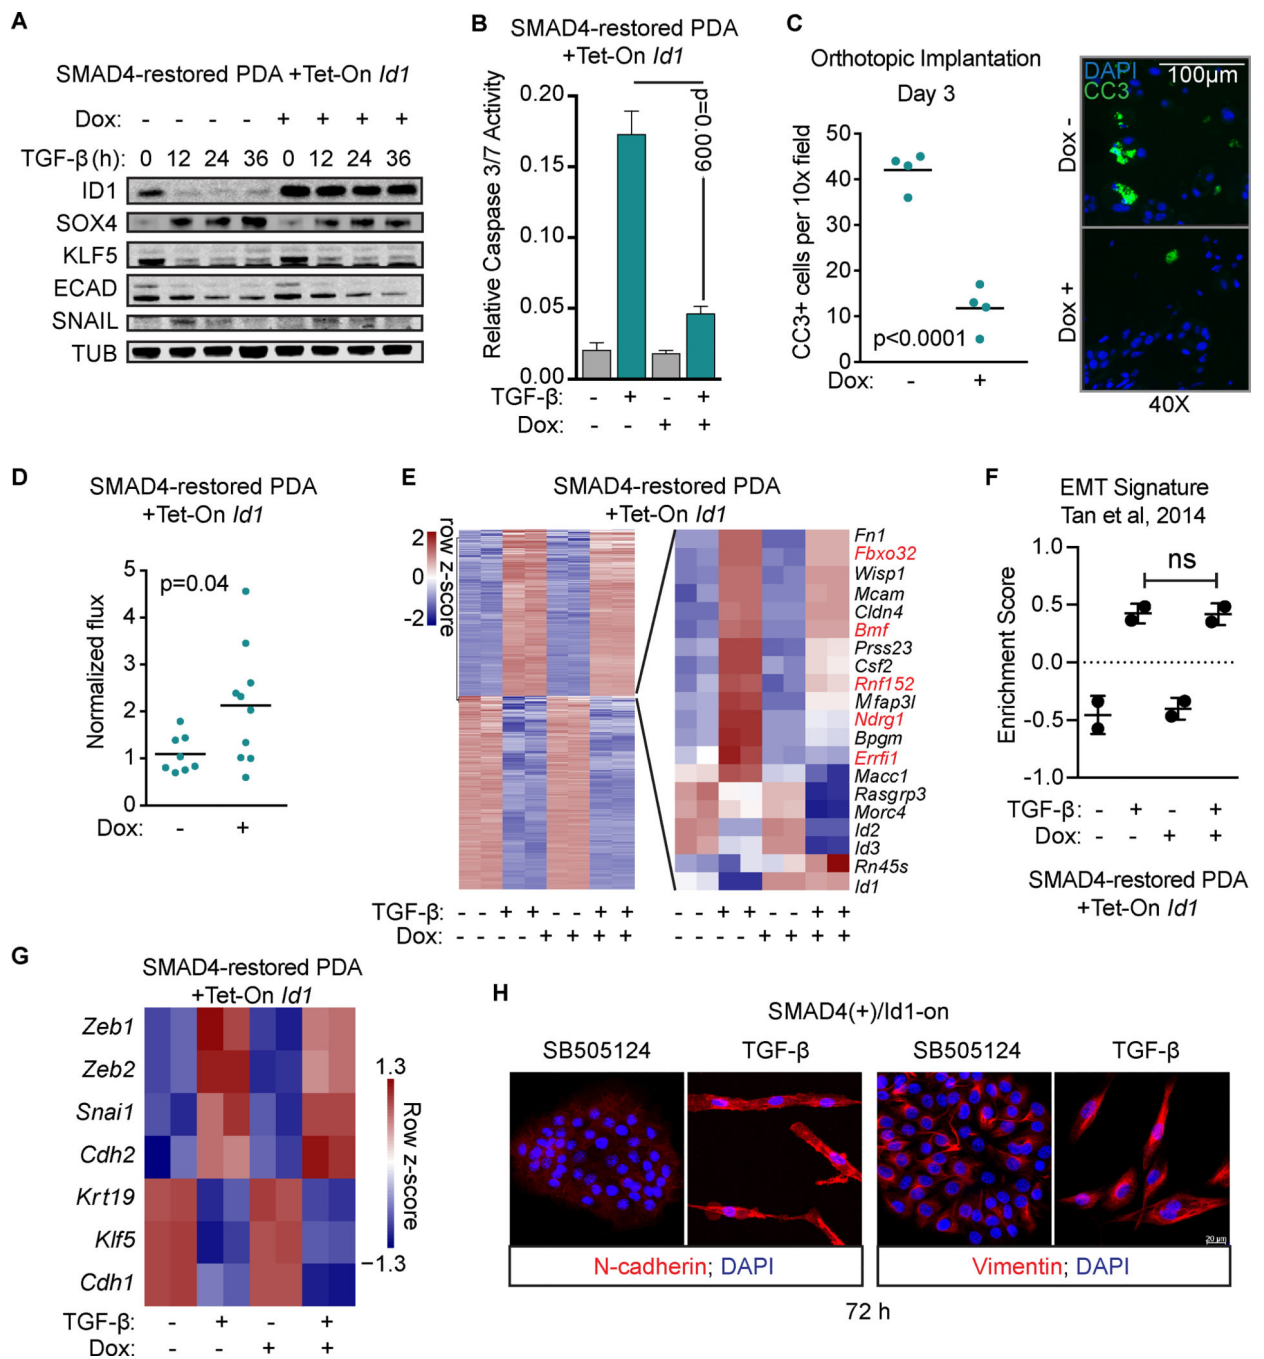 A
SMAD4-restored PDA +Tet-On Id1
Dox: - - - - + + + +
TGF-β (h): 0 12 24 36 0 12 24 36
ID1
SOX4
KLF5
ECAD
SNAIL
TUB
B
SMAD4-restored PDA
+Tet-On Id1
Relative Caspase 3/7 Activity
0.20
0.15
0.10
0.05
0.00
p=0.009
TGF-β: - + - +
Dox: - - + +
C
Orthotopic Implantation
Day 3
CC3+ cells per 10x field
50
40
30
20
10
0
p<0.0001
Dox: - +
DAPI
CC3
100μm
Dox -
Dox +
40X
D
SMAD4-restored PDA
+Tet-On Id1
Normalized flux
5
4
3
2
1
0
p=0.04
Dox: - +
E
SMAD4-restored PDA
+Tet-On Id1
2
0
-2
row z-score
Fn1
Fbxo32
Wisp1
Mcam
Cldn4
Bmf
Prss23
Csf2
Rnf152
Mfap3l
Ndrg1
Bpgm
Errfi1
Macc1
Rasgrp3
Morc4
Id2
Id3
Rn45s
Id1
TGF-β: - - + + - - + + - - + + - - + +
Dox: - - - - + + + + - - - - + + + +
F
EMT Signature
Tan et al, 2014
Enrichment Score
1.0
0.5
0.0
-0.5
-1.0
ns
TGF-β: - + - +
Dox: - - + +
SMAD4-restored PDA
+Tet-On Id1
G
SMAD4-restored PDA
+Tet-On Id1
Zeb1
Zeb2
Snai1
Cdh2
Krt19
Klf5
Cdh1
1.3
−1.3
Row z-score
TGF-β: - + - +
Dox: - - + +
H
SMAD4(+)/Id1-on
SB505124 TGF-β SB505124 TGF-β
20 μm
N-cadherin; DAPI Vimentin; DAPI
72 h